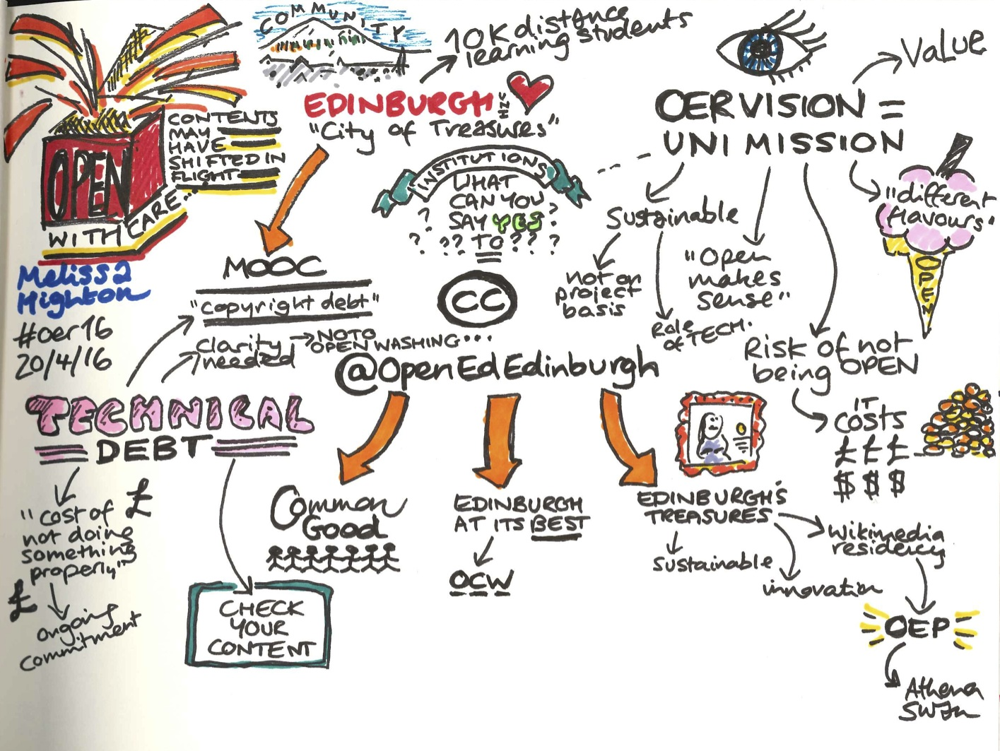 COMMUNITY
10K distance
learning students
EDINBURGH
"City of Treasures"
OPEN
WITH CARE...
CONTENTS
MAY
HAVE
SHIFTED IN
FLIGHT
Melissa
Highton
#oer16
20/4/16
INSTITUTIONS
WHAT
CAN YOU
? SAY YES ?
? ?? TO ?? ?
CC
OER VISION =
UNI MISSION
Value
"different
flavours"
OPEN
Sustainable
not on
project
basis
Role
of TECH.
"Open
makes
sense"
Risk of not
being OPEN
IT
COSTS
£ £ £
$ $ $
MOOC
"copyright debt"
clarity
needed
NO TO
OPEN WASHING...
@OpenEdEdinburgh
TECHNICAL
DEBT
£
"cost of
not doing
something
properly"
£
ongoing
commitment
CHECK
YOUR
CONTENT
Common
Good
EDINBURGH
AT ITS BEST
OCW
EDINBURGH'S
TREASURES
sustainable
innovation
Wikimedia
residency
OEP
Athena
SWAN